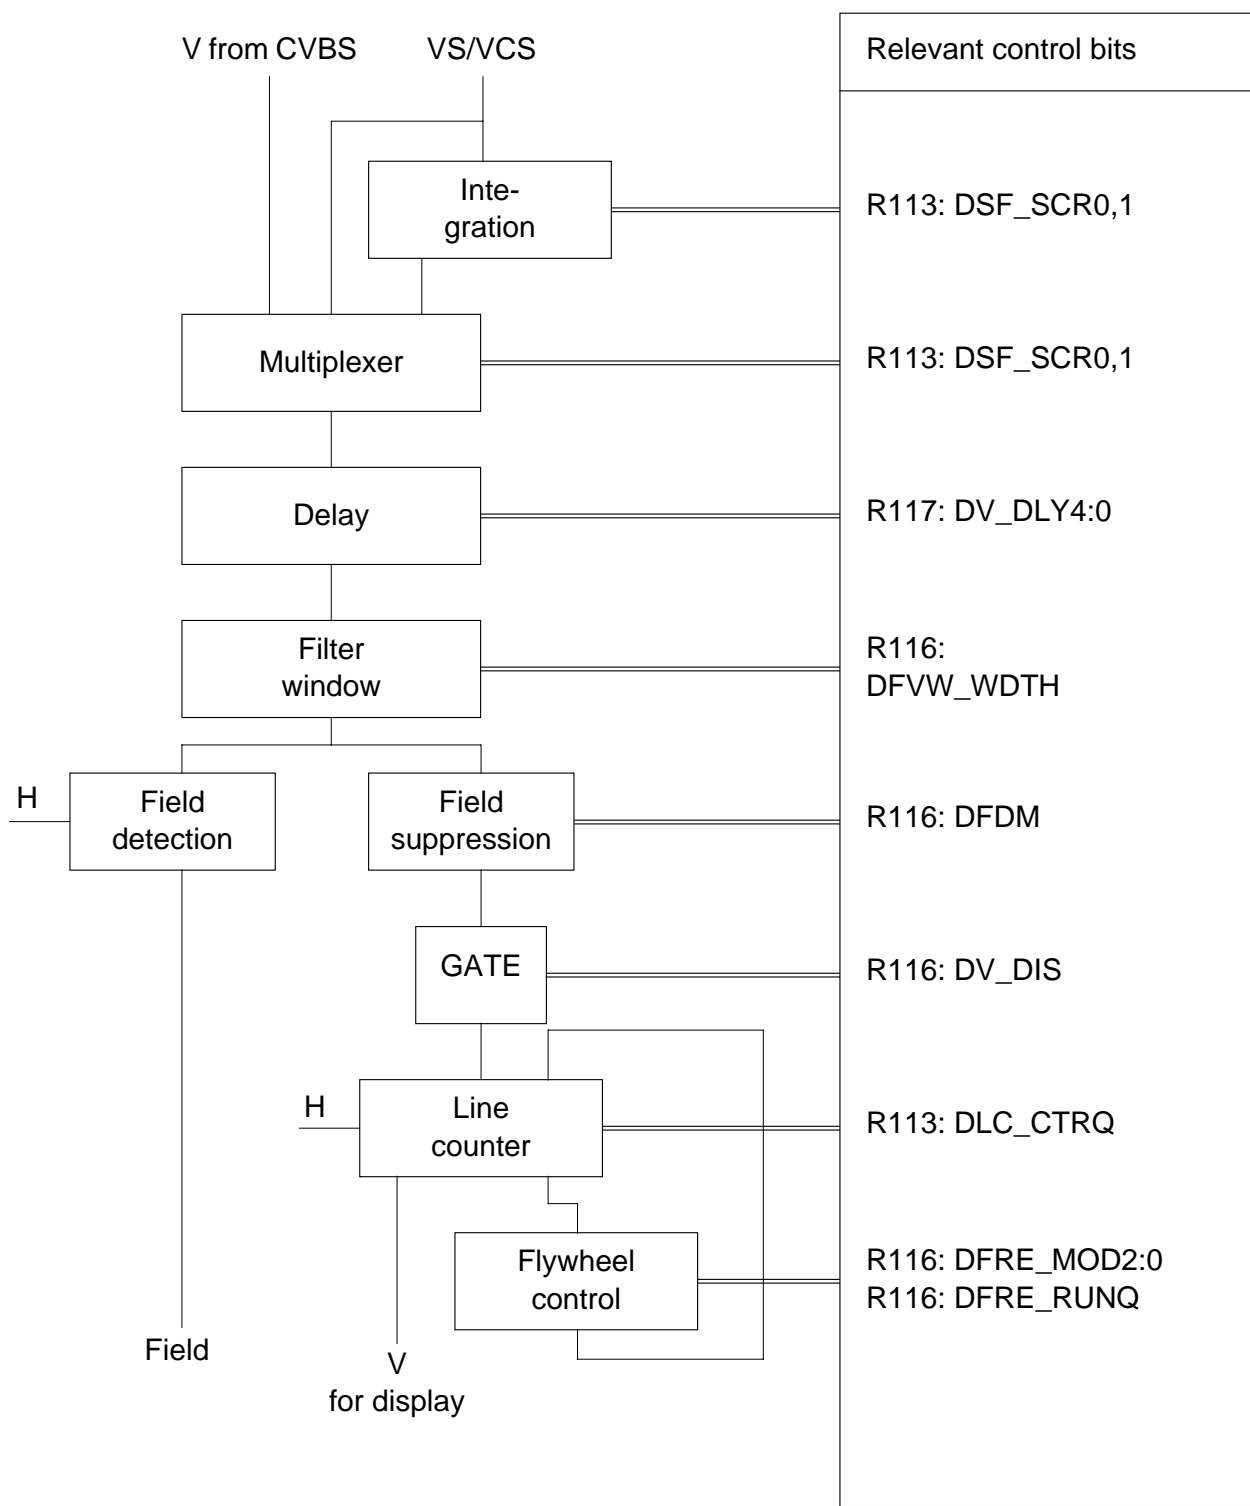 V from CVBS
VS/VCS
Relevant control bits
Inte-
gration
R113: DSF_SCR0,1
Multiplexer
R113: DSF_SCR0,1
Delay
R117: DV_DLY4:0
Filter
window
R116:
DFVW_WDTH
H
Field
detection
Field
suppression
R116: DFDM
GATE
R116: DV_DIS
H
Line
counter
R113: DLC_CTRQ
Flywheel
control
R116: DFRE_MOD2:0
R116: DFRE_RUNQ
Field
V
for display